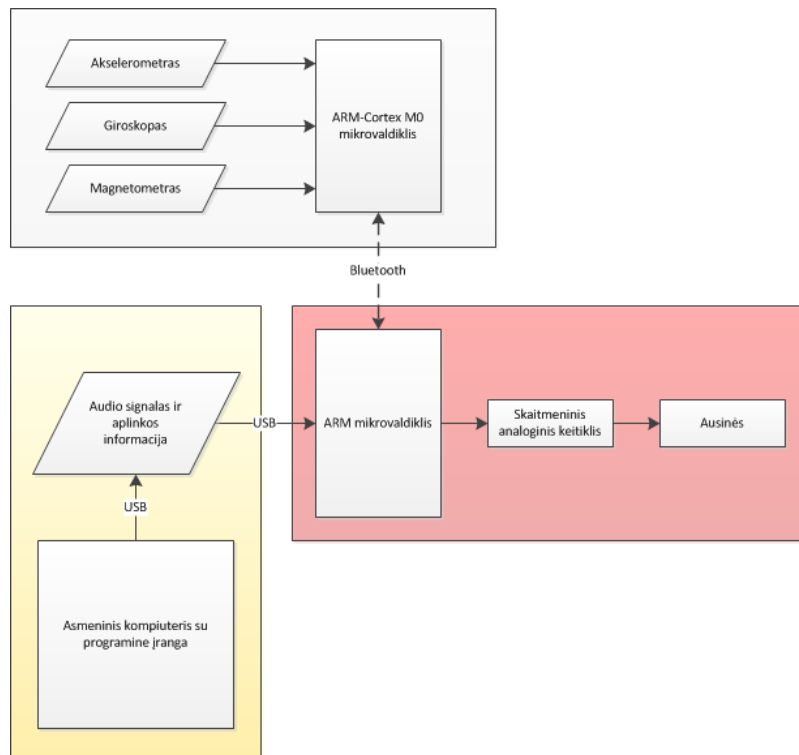 Akselerometras
Giroskopas
Magnetometras
ARM-Cortex M0
mikrovaldiklis
Bluetooth
Audio signalas ir
aplinkos
informacija
USB
USB
Asmeninis kompiuteris su
programine įranga
ARM mikrovaldiklis
Skaitmeninis
analoginis keitiklis
Ausinės